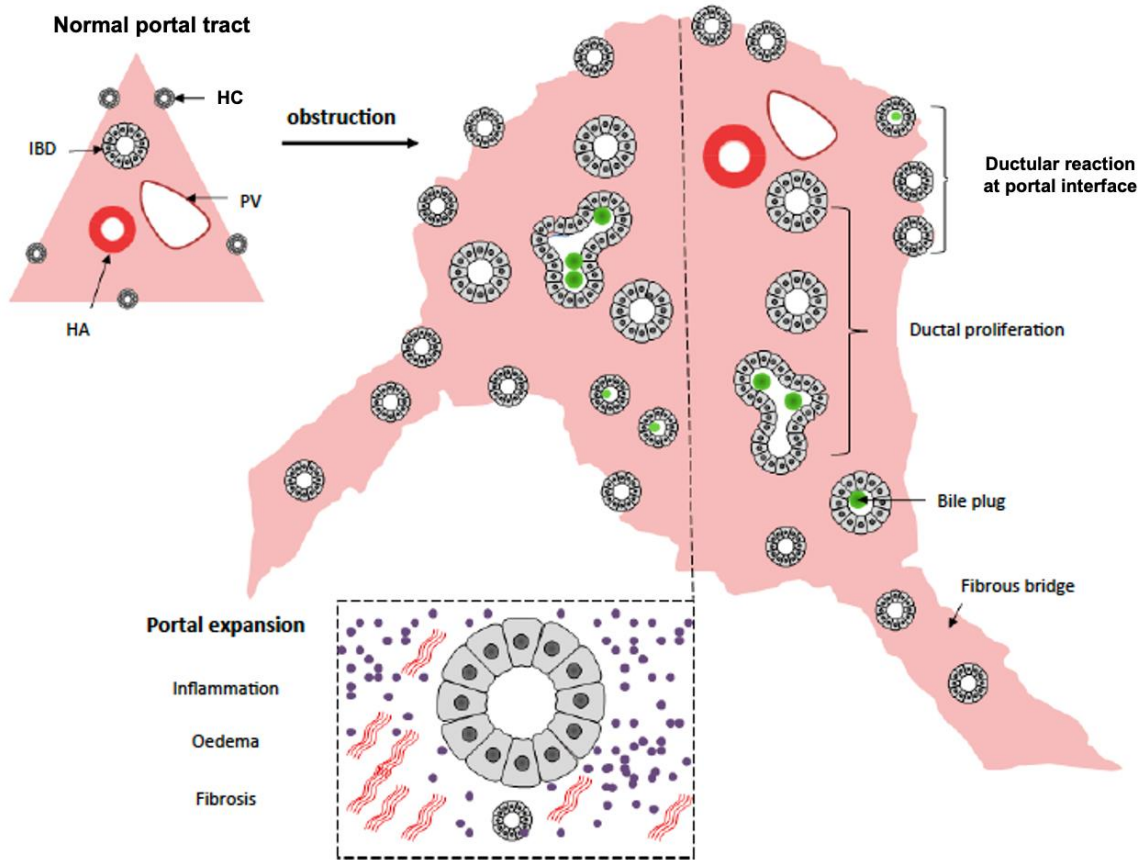 Normal portal tract
HC
IBD
PV
HA
obstruction
Ductular reaction
at portal interface
Ductal proliferation
Bile plug
Fibrous bridge
Portal expansion
Inflammation
Oedema
Fibrosis